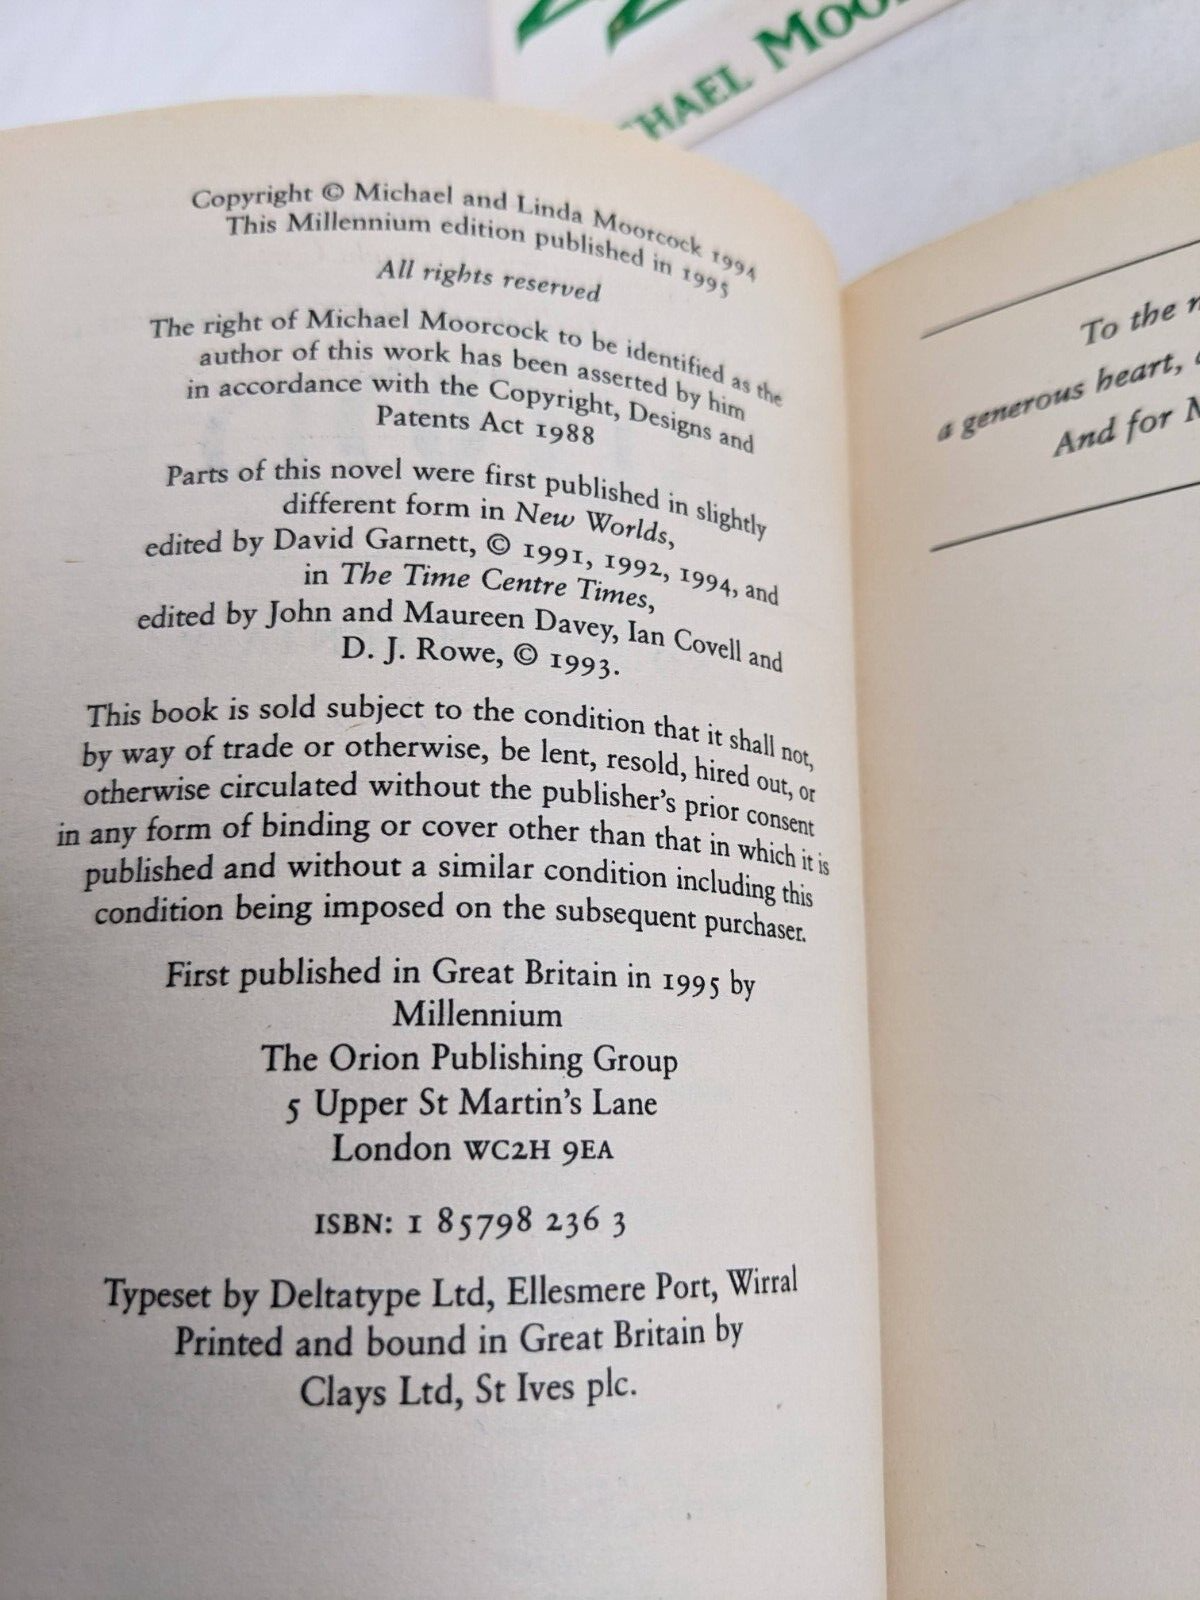 HAEL MOO
Copyright © Michael and Linda Moorcock 1994
This Millennium edition published in 1995
All rights reserved
The right of Michael Moorcock to be identified as the
author of this work has been asserted by him
in accordance with the Copyright, Designs and
Patents Act 1988
Parts of this novel were first published in slightly
different form in New Worlds,
edited by David Garnett, © 1991, 1992, 1994, and
in The Time Centre Times,
edited by John and Maureen Davey, Ian Covell and
D. J. Rowe, © 1993.
This book is sold subject to the condition that it shall not,
by way of trade or otherwise, be lent, resold, hired out, or
otherwise circulated without the publisher's prior consent
in any form of binding or cover other than that in which it is
published and without a similar condition including this
condition being imposed on the subsequent purchaser.
First published in Great Britain in 1995 by
Millennium
The Orion Publishing Group
5 Upper St Martin's Lane
London WC2H 9EA
ISBN: 1 85798 236 3
Typeset by Deltatype Ltd, Ellesmere Port, Wirral
Printed and bound in Great Britain by
Clays Ltd, St Ives plc.
To the
a generous heart,
And for